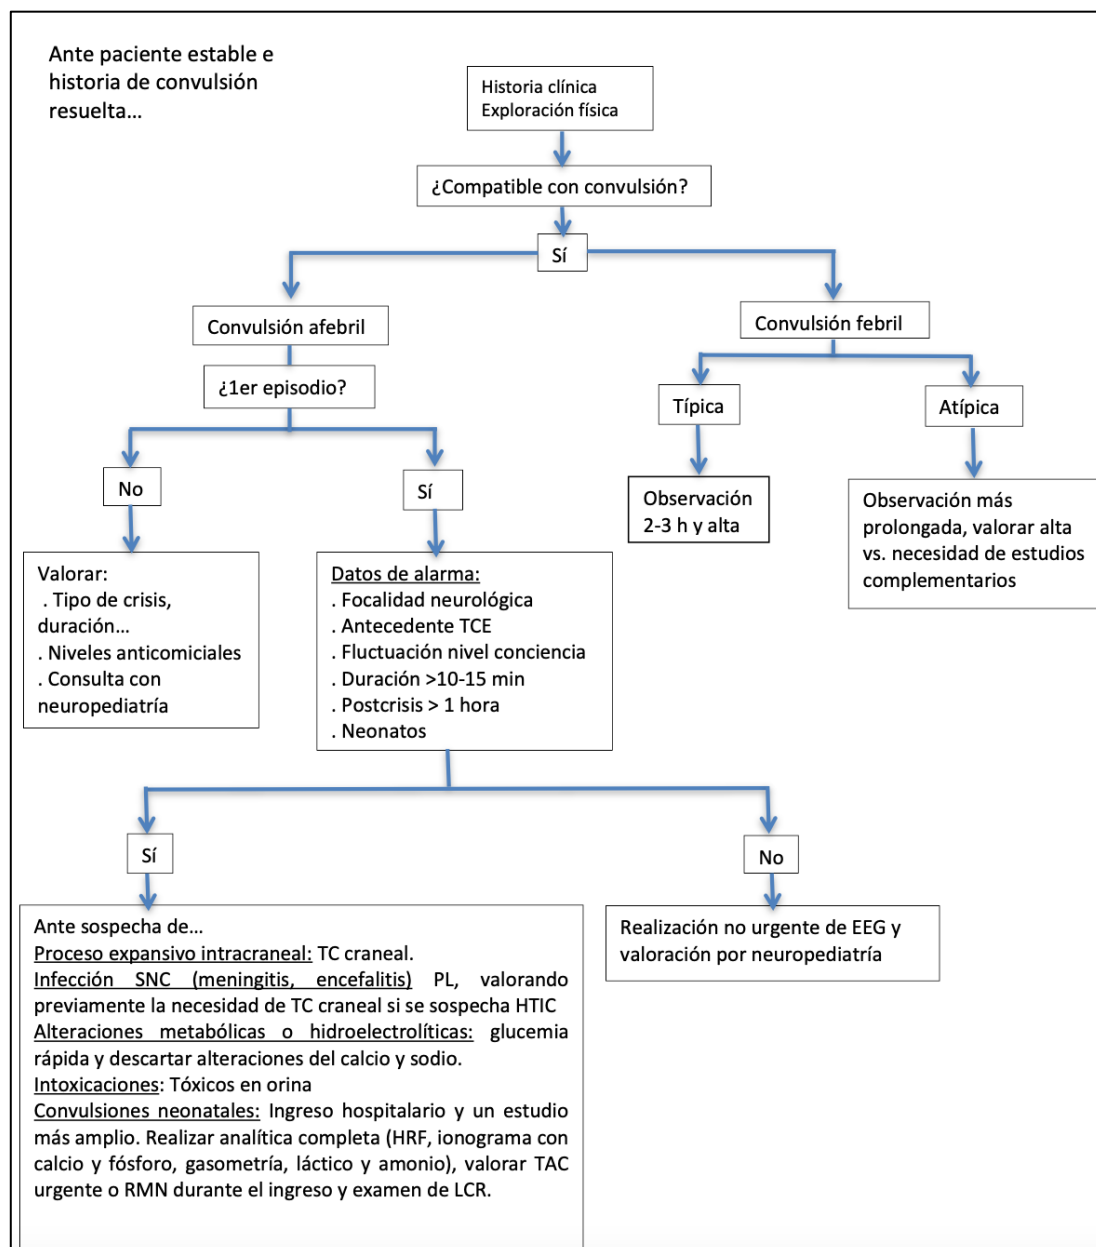 Ante paciente estable e
historia de convulsión
resuelta...
Historia clínica
Exploración física
¿Compatible con convulsión?
Sí
Convulsión afebril
Convulsión febril
¿1er episodio?
Típica
Atípica
No
Sí
Observación
2-3 h y alta
Observación más
prolongada, valorar alta
vs. necesidad de estudios
complementarios
Valorar:
. Tipo de crisis,
duración...
. Niveles anticomiciales
. Consulta con
neuropediatría
Datos de alarma:
. Focalidad neurológica
. Antecedente TCE
. Fluctuación nivel conciencia
. Duración >10-15 min
. Postcrisis > 1 hora
. Neonatos
Sí
No
Ante sospecha de...
Proceso expansivo intracraneal: TC craneal.
Infección SNC (meningitis, encefalitis) PL, valorando
previamente la necesidad de TC craneal si se sospecha HTIC
Alteraciones metabólicas o hidroelectrolíticas: glucemia
rápida y descartar alteraciones del calcio y sodio.
Intoxicaciones: Tóxicos en orina
Convulsiones neonatales: Ingreso hospitalario y un estudio
más amplio. Realizar analítica completa (HRF, ionograma con
calcio y fósforo, gasometría, láctico y amonio), valorar TAC
urgente o RMN durante el ingreso y examen de LCR.
Realización no urgente de EEG y
valoración por neuropediatría